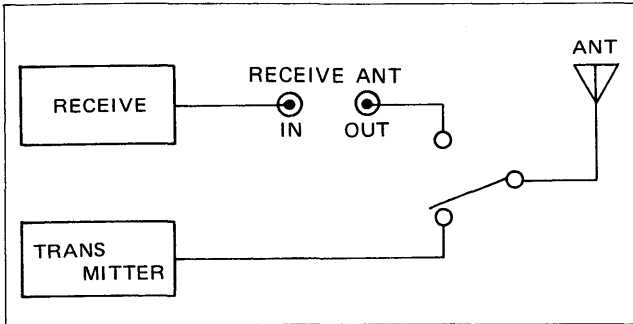 ANT
RECEIVE ANT
RECEIVE
IN OUT
TRANS
MITTER